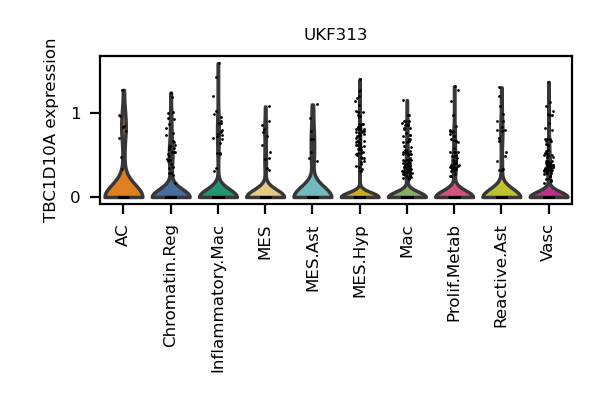 UKF313
TBC1D10A expression
1
0
AC
Chromatin.Reg
Inflammatory.Mac
MES
MES.Ast
MES.Hyp
Mac
Prolif.Metab
Reactive.Ast
Vasc